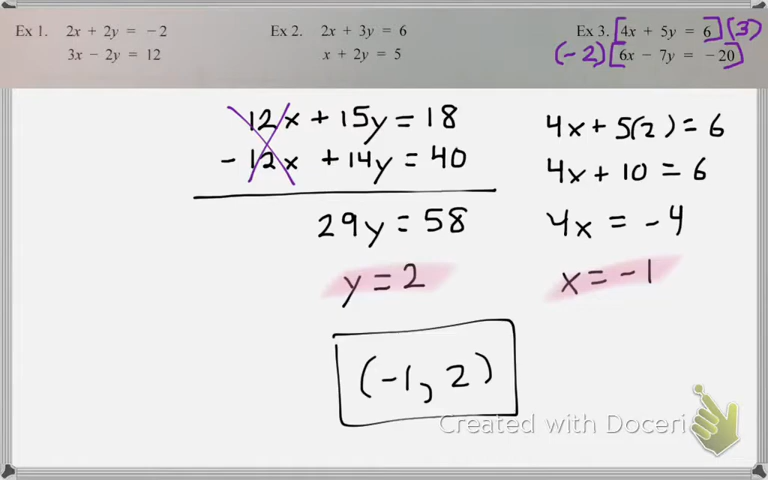 Ex 1. 2x + 2y = -2
3x - 2y = 12
Ex 2. 2x + 3y = 6
x + 2y = 5
Ex 3. [4x + 5y = 6](3)
(-2)[6x - 7y = -20]
12x + 15y = 18
- 12x + 14y = 40
29y = 58
y = 2
(-1, 2)
4x + 5(2) = 6
4x + 10 = 6
4x = -4
x = -1
Created with Doceri